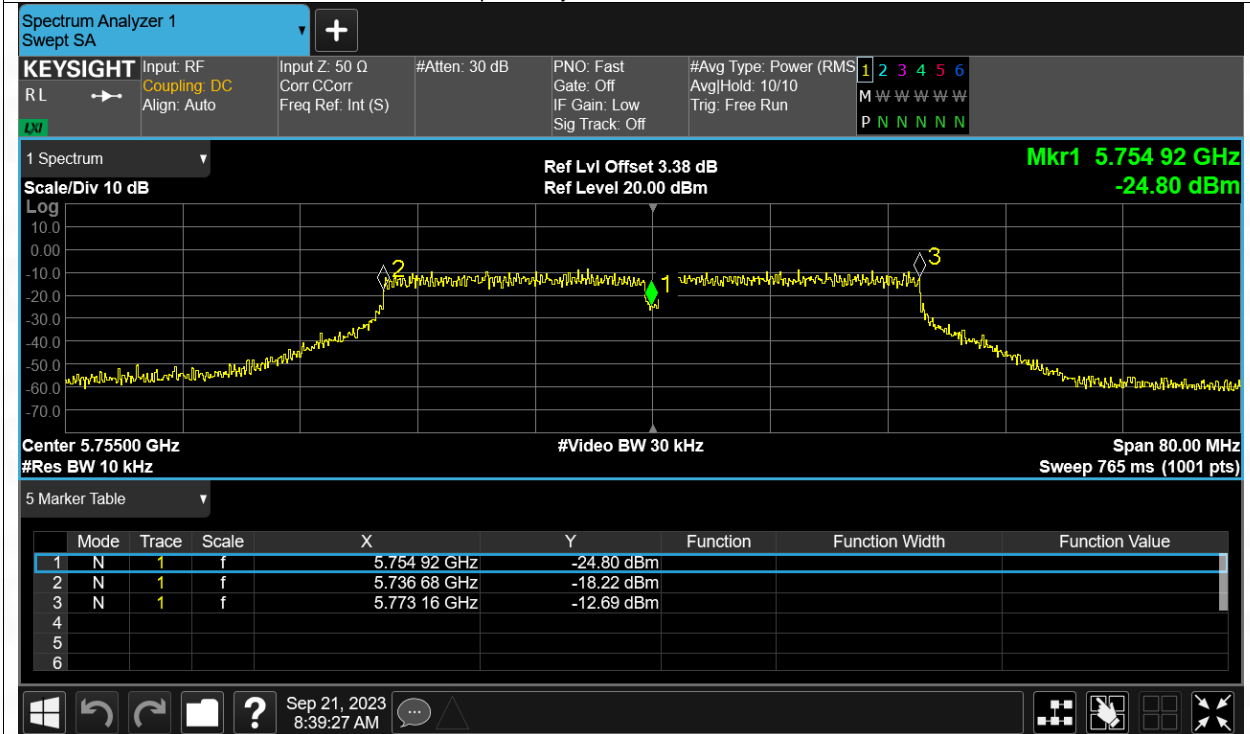 Spectrum Analyzer 1
Swept SA
+
KEYSIGHT
R L
LXI
Input: RF
Coupling: DC
Align: Auto
Input Z: 50 Ω
Corr CCorr
Freq Ref: Int (S)
#Atten: 30 dB
PNO: Fast
Gate: Off
IF Gain: Low
Sig Track: Off
#Avg Type: Power (RMS
Avg|Hold: 10/10
Trig: Free Run
1 2 3 4 5 6
M W W W W W
P N N N N N
1 Spectrum
Scale/Div 10 dB
Log
Ref Lvl Offset 3.38 dB
Ref Level 20.00 dBm
Mkr1 5.754 92 GHz
-24.80 dBm
10.0
0.00
-10.0
-20.0
-30.0
-40.0
-50.0
-60.0
-70.0
2
1
3
Center 5.75500 GHz
#Res BW 10 kHz
#Video BW 30 kHz
Span 80.00 MHz
Sweep 765 ms (1001 pts)
5 Marker Table
Mode Trace Scale X Y Function Function Width Function Value
1 N 1 f 5.754 92 GHz -24.80 dBm
2 N 1 f 5.736 68 GHz -18.22 dBm
3 N 1 f 5.773 16 GHz -12.69 dBm
4
5
6
?
Sep 21, 2023
8:39:27 AM